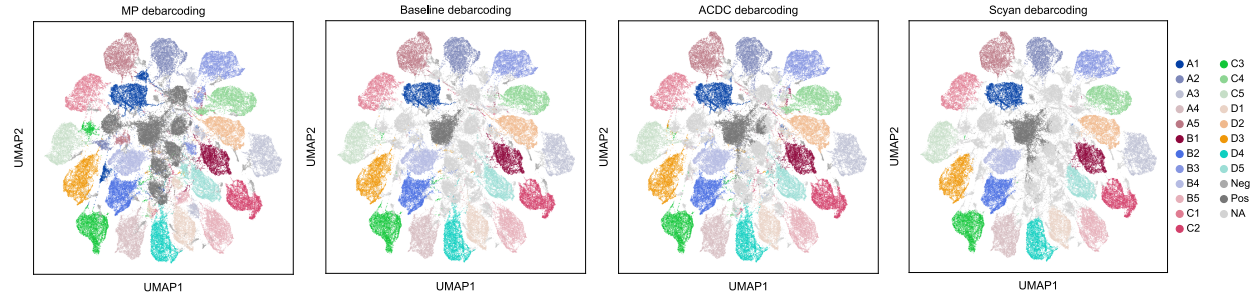 MP debarcoding
Baseline debarcoding
ACDC debarcoding
Scyan debarcoding
UMAP2
UMAP2
UMAP2
UMAP2
UMAP1
UMAP1
UMAP1
UMAP1
A1
A2
A3
A4
A5
B1
B2
B3
B4
B5
C1
C2
C3
C4
C5
D1
D2
D3
D4
D5
Neg
Pos
NA